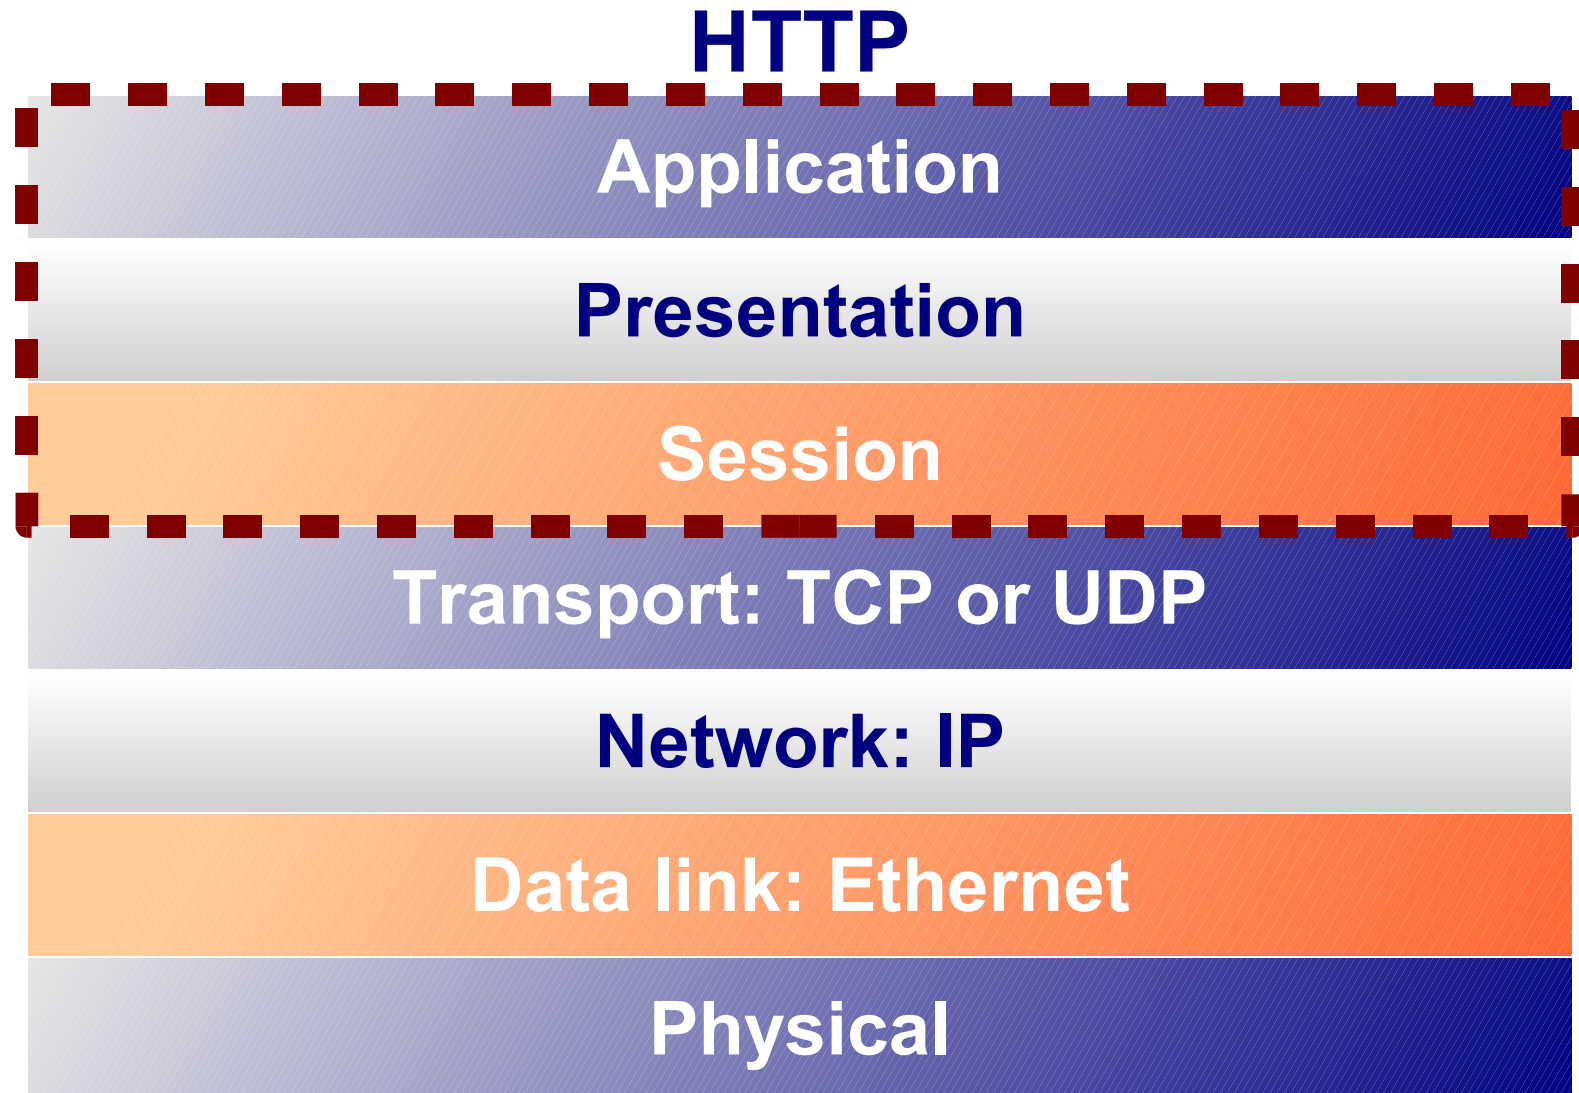 HTTP
Application
Presentation
Session
Transport: TCP or UDP
Network: IP
Data link: Ethernet
Physical